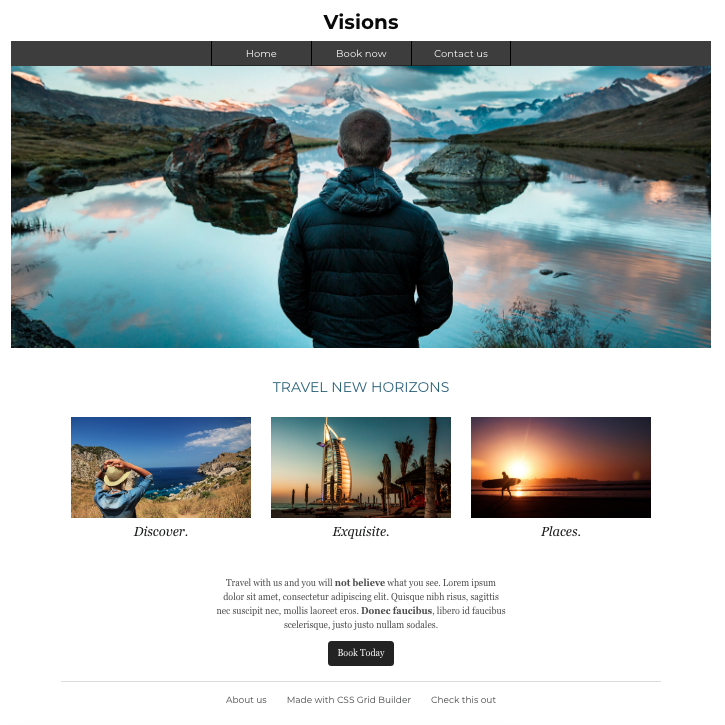 Visions
Home Book now Contact us
TRAVEL NEW HORIZONS
Discover. Exquisite. Places.
Travel with us and you will not believe what you see. Lorem ipsum
dolor sit amet, consectetur adipiscing elit. Quisque nibh risus, sagittis
nec suscipit nec, mollis laoreet eros. Donec faucibus, libero id faucibus
scelerisque, justo justo nullam sodales.
Book Today
About us Made with CSS Grid Builder Check this out